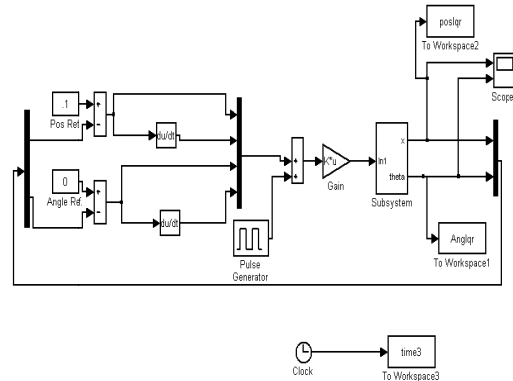 poslqr
To Workspace2
Scope
.1
Pos Ref
du/dt
0
Angle Ref.
du/dt
K*u
Gain
In1
x
theta
Subsystem
Pulse
Generator
Anglqr
To Workspace1
Clock
time3
To Workspace3